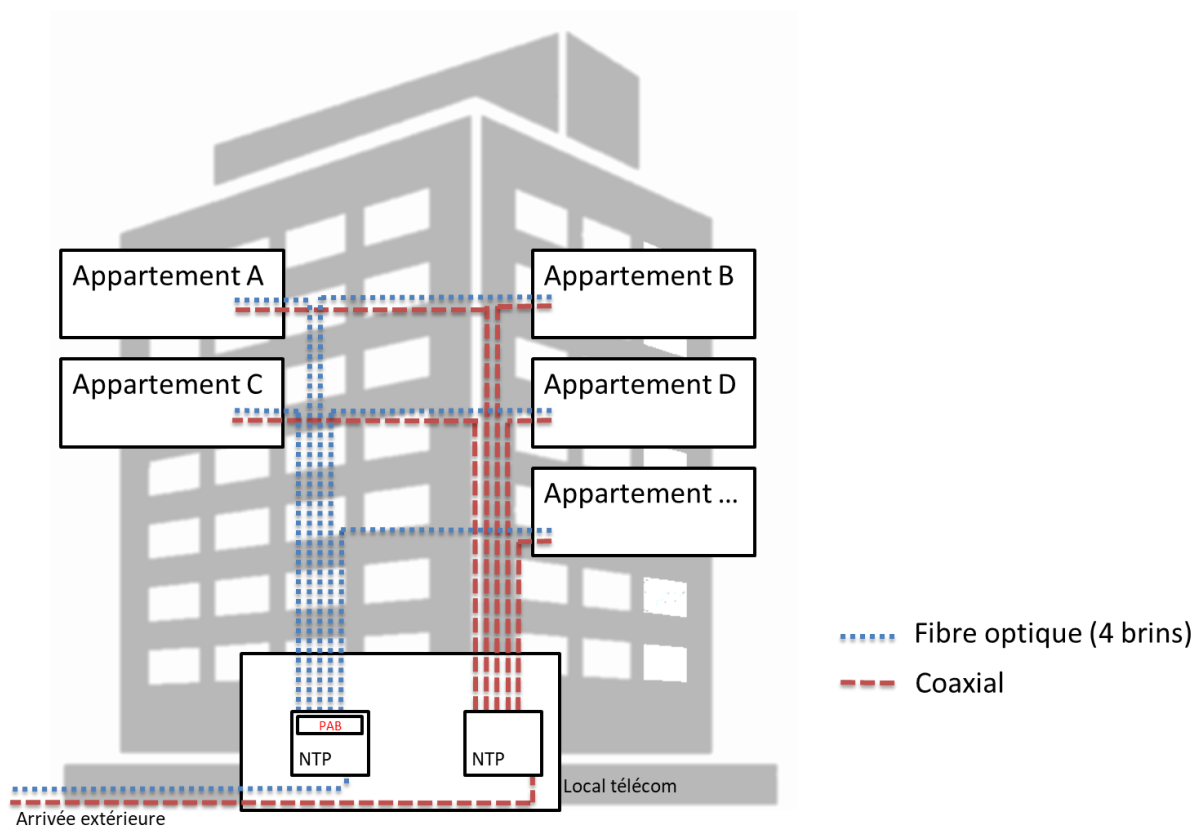 Appartement A
Appartement B
Appartement C
Appartement D
Appartement ...
Fibre optique (4 brins)
Coaxial
PAB
NTP
NTP
Local télécom
Arrivée extérieure